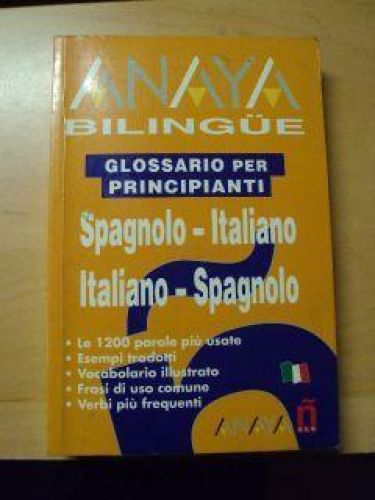 ANAYA
BILINGÜE
GLOSSARIO PER
PRINCIPIANTI
Spagnolo - Italiano
Italiano - Spagnolo
• Le 1200 parole più usate
• Esempi tradotti
• Vocabolario illustrato
• Frasi di uso comune
• Verbi più frequenti
ANAYA ñ
ELE